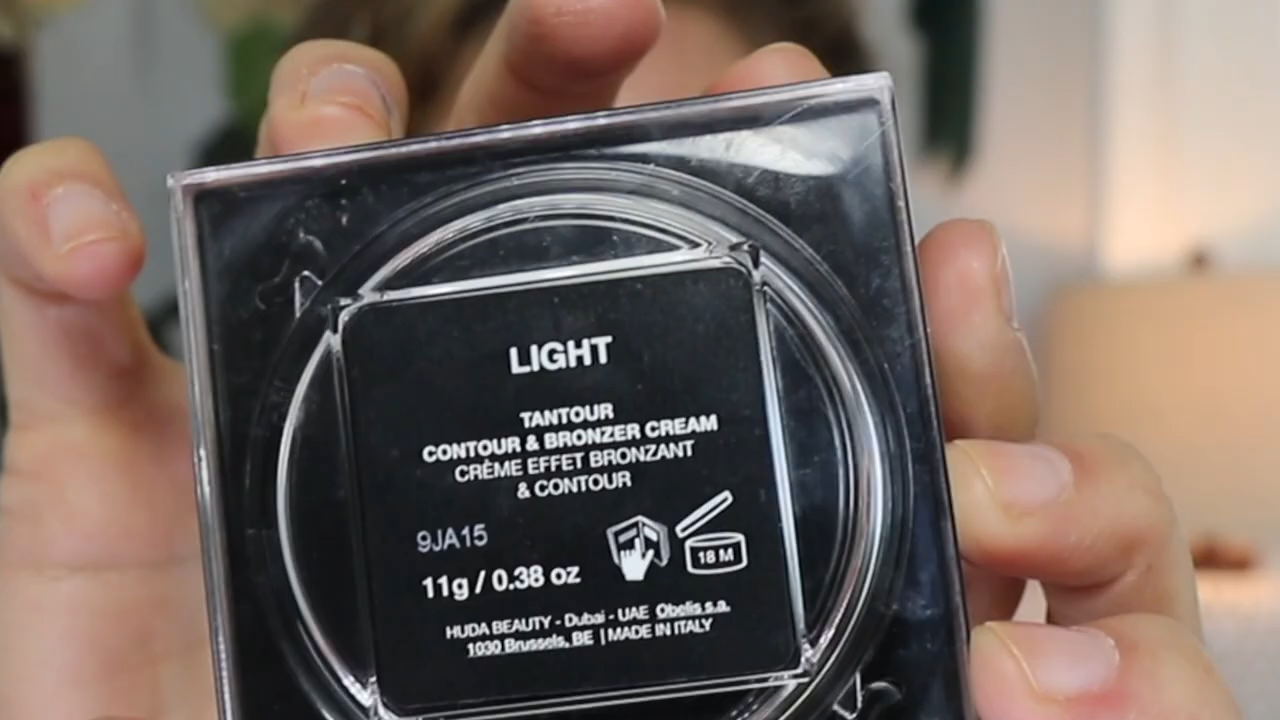 LIGHT
TANTOUR
CONTOUR & BRONZER CREAM
CRÈME EFFET BRONZANT
& CONTOUR
9JA15
11g / 0.38 oz
18 M
HUDA BEAUTY - Dubai - UAE Obelis s.a.
1030 Brussels, BE | MADE IN ITALY